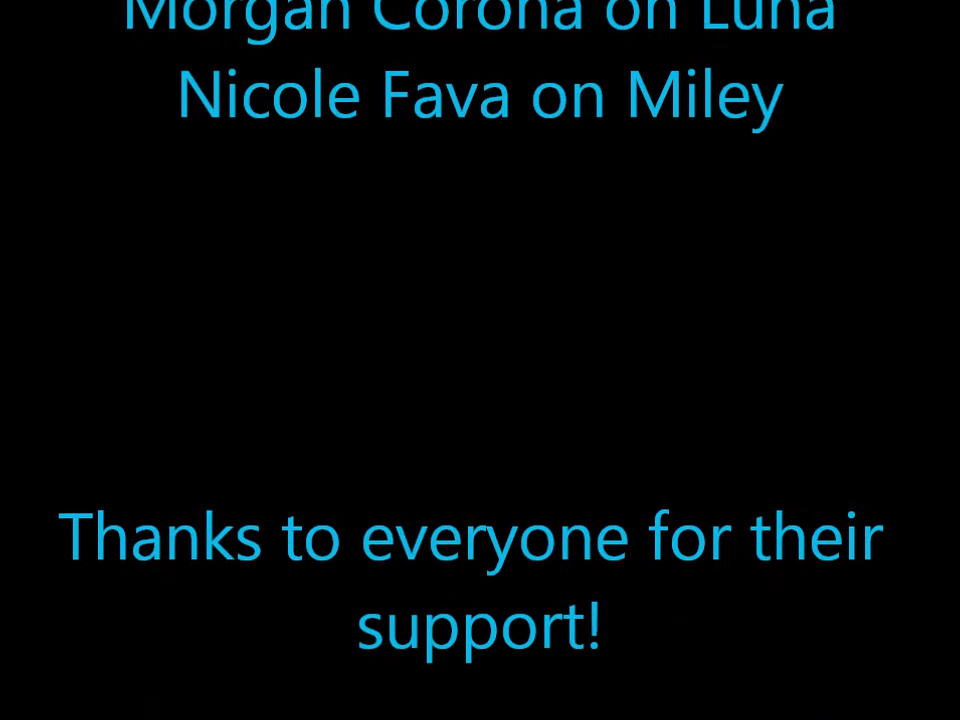 Morgan Corona on Luna
Nicole Fava on Miley
Thanks to everyone for their
support!